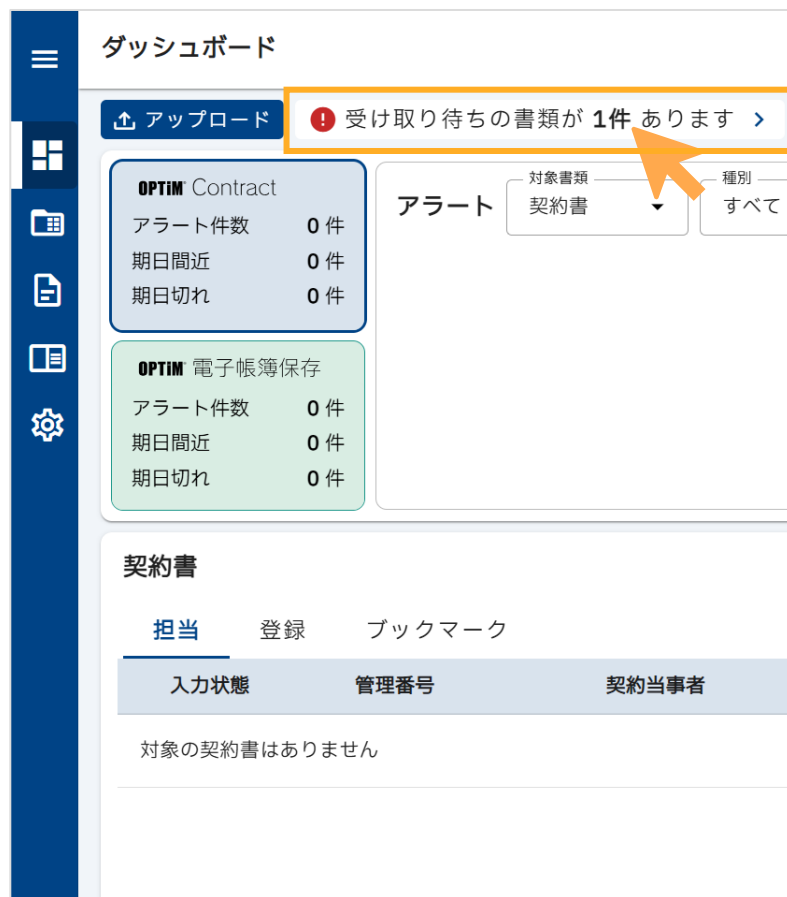 ダッシュボード
アップロード
受け取り待ちの書類が 1件 あります
OPTiM Contract
アラート件数 0 件
期日間近 0 件
期日切れ 0 件
アラート
対象書類
契約書
種別
すべて
OPTiM 電子帳簿保存
アラート件数 0 件
期日間近 0 件
期日切れ 0 件
契約書
担当 登録 ブックマーク
入力状態 管理番号 契約当事者
対象の契約書はありません